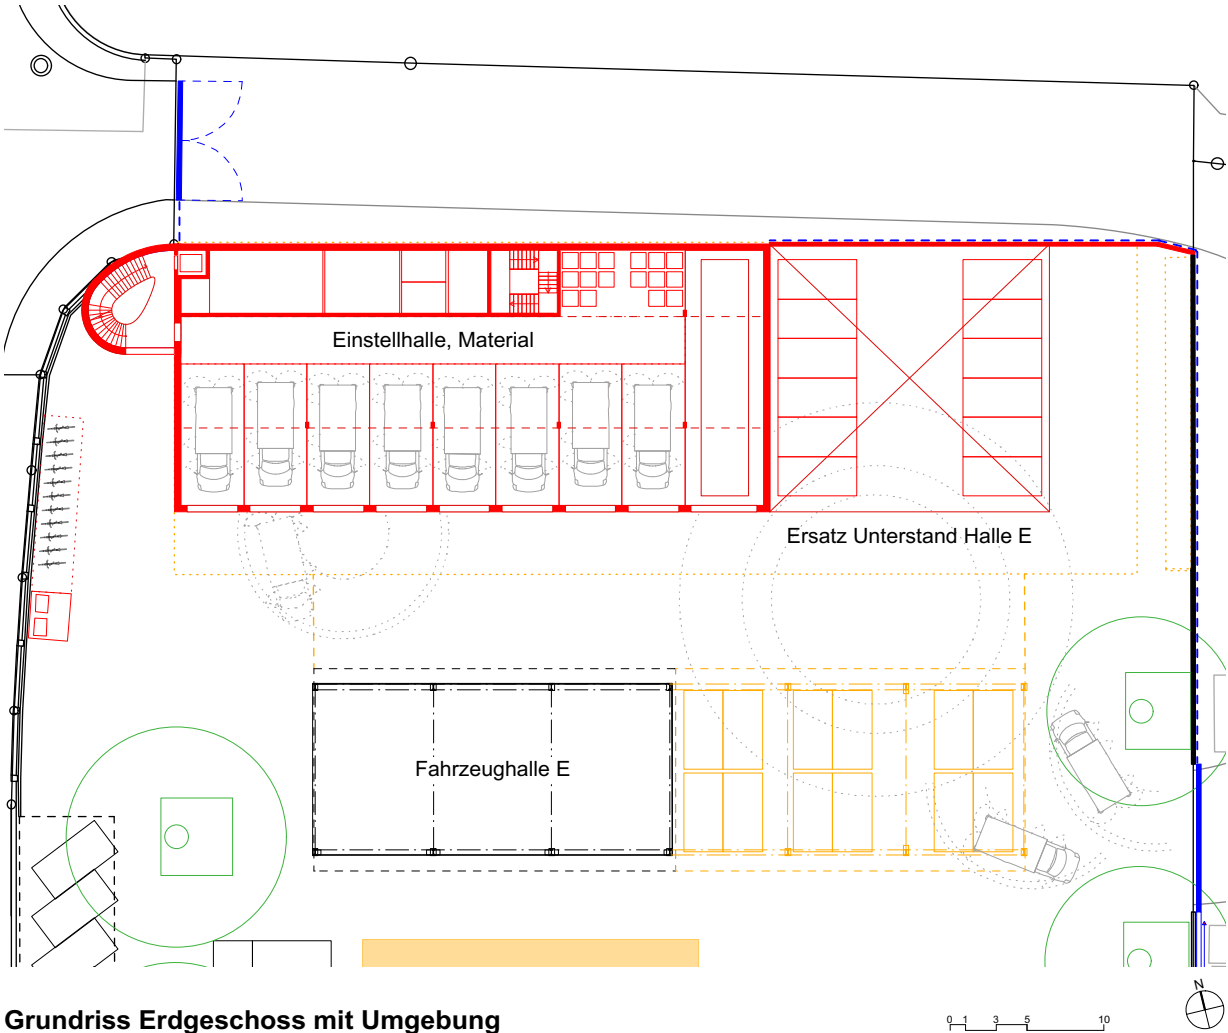 Einstellhalle, Material
Ersatz Unterstand Halle E
Fahrzeughalle E
N
Grundriss Erdgeschoss mit Umgebung
0 1 3 5 10